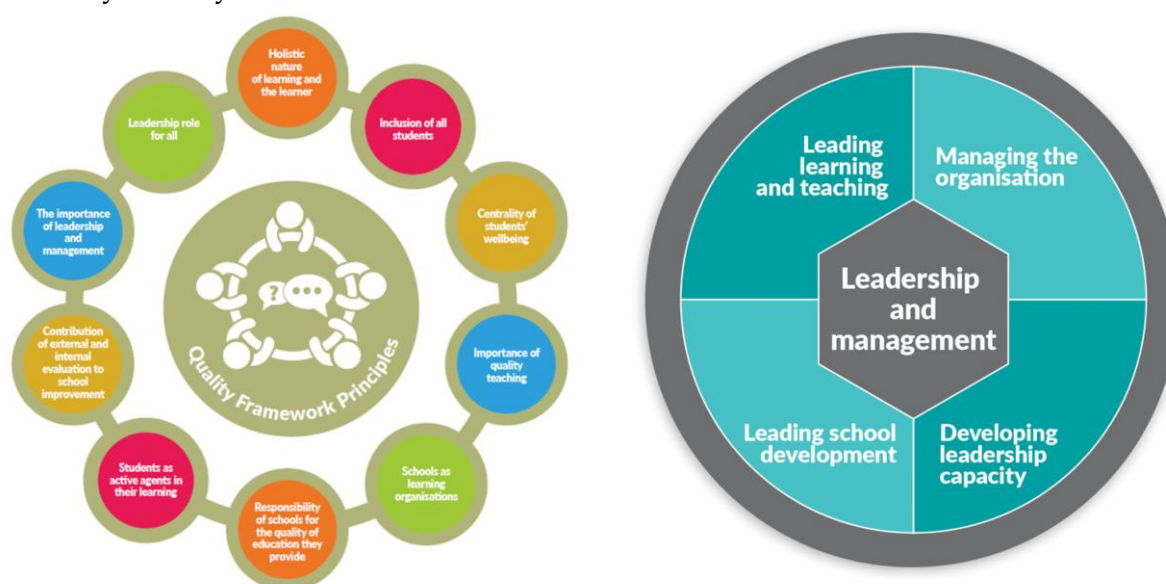 Holistic
nature
of learning and
the learner
Inclusion of all
students
Centrality of
students'
wellbeing
Importance of
quality
teaching
Schools as
learning
organisations
Responsibility
of schools for
the quality of
education they
provide
Students as
active agents in
their learning
Contribution
of external and
internal
evaluation to
school
improvement
The importance
of leadership
and
management
Leadership role
for all
?
Quality Framework Principles
Leading
learning
and teaching
Managing the
organisation
Leadership
and
management
Leading school
development
Developing
leadership
capacity